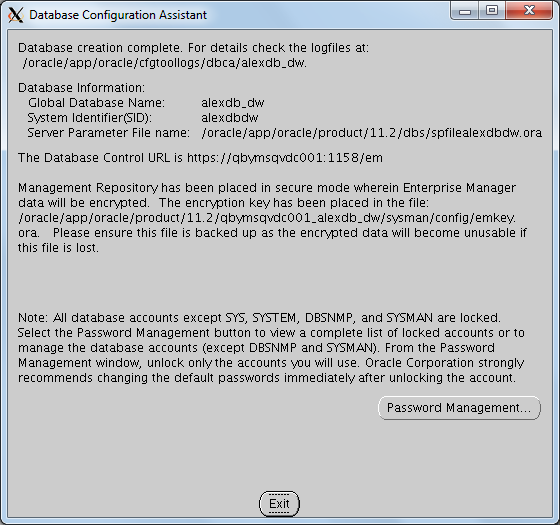 Database Configuration Assistant
Database creation complete. For details check the logfiles at:
/oracle/app/oracle/cfgtoollogs/dbca/alexdb_dw.
Database Information:
Global Database Name: alexdb_dw
System Identifier(SID): alexdbdw
Server Parameter File name: /oracle/app/oracle/product/11.2/dbs/spfilealexdbdw.ora
The Database Control URL is https://qbymsqvdc001:1158/em
Management Repository has been placed in secure mode wherein Enterprise Manager
data will be encrypted. The encryption key has been placed in the file:
/oracle/app/oracle/product/11.2/qbymsqvdc001_alexdb_dw/sysman/config/emkey.
ora. Please ensure this file is backed up as the encrypted data will become unusable if
this file is lost.
Note: All database accounts except SYS, SYSTEM, DBSNMP, and SYSMAN are locked.
Select the Password Management button to view a complete list of locked accounts or to
manage the database accounts (except DBSNMP and SYSMAN). From the Password
Management window, unlock only the accounts you will use. Oracle Corporation strongly
recommends changing the default passwords immediately after unlocking the account.
Password Management...
Exit